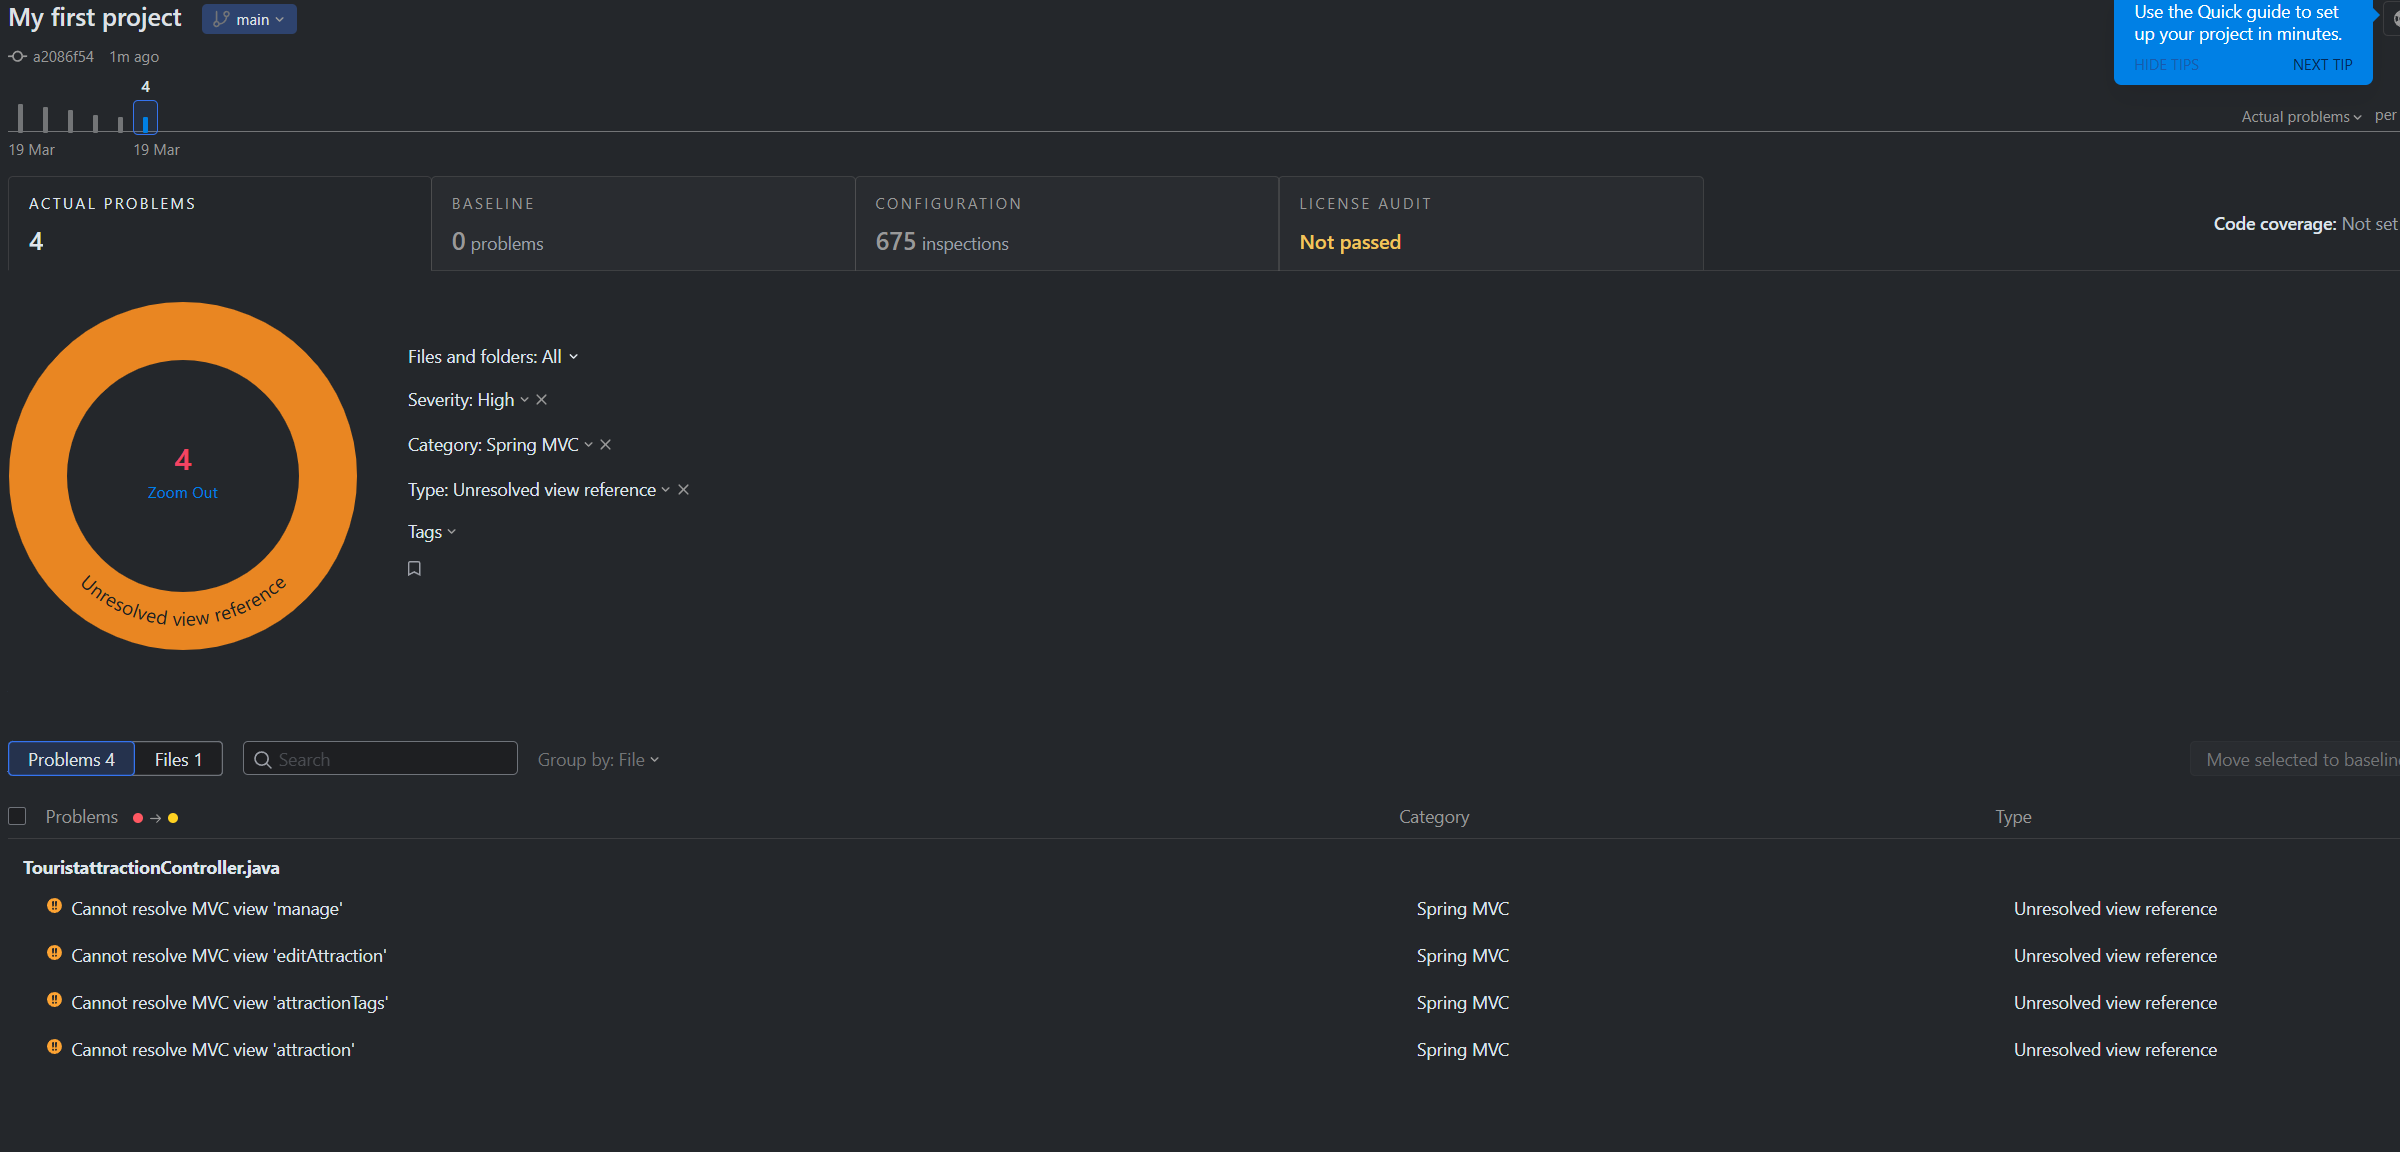 My first project
main
Use the Quick guide to set
up your project in minutes.
HIDE TIPS NEXT TIP
a2086f54 1m ago
4
19 Mar 19 Mar
Actual problems per
ACTUAL PROBLEMS
4
BASELINE
0 problems
CONFIGURATION
675 inspections
LICENSE AUDIT
Not passed
Code coverage: Not set
4
Zoom Out
Unresolved view reference
Files and folders: All
Severity: High
Category: Spring MVC
Type: Unresolved view reference
Tags
Problems 4 Files 1 Search Group by: File Move selected to baselin
Problems Category Type
TouristattractionController.java
Cannot resolve MVC view 'manage' Spring MVC Unresolved view reference
Cannot resolve MVC view 'editAttraction' Spring MVC Unresolved view reference
Cannot resolve MVC view 'attractionTags' Spring MVC Unresolved view reference
Cannot resolve MVC view 'attraction' Spring MVC Unresolved view reference